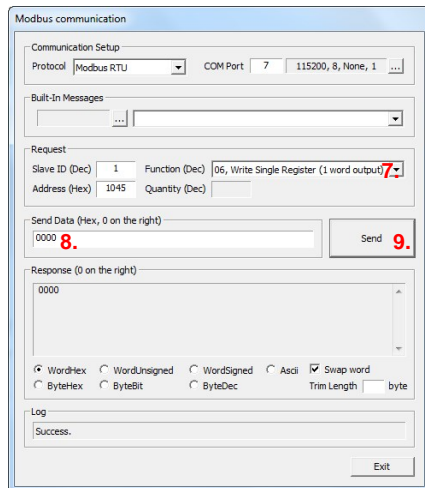 Modbus communication
Communication Setup
Protocol Modbus RTU COM Port 7 115200, 8, None, 1 ...
Built-In Messages
...
Request
Slave ID (Dec) 1 Function (Dec) 06, Write Single Register (1 word output) 7.
Address (Hex) 1045 Quantity (Dec)
Send Data (Hex, 0 on the right)
0000 8. Send 9.
Response (0 on the right)
0000
WordHex WordUnsigned WordSigned Ascii Swap word
ByteHex ByteBit ByteDec Trim Length byte
Log
Success.
Exit